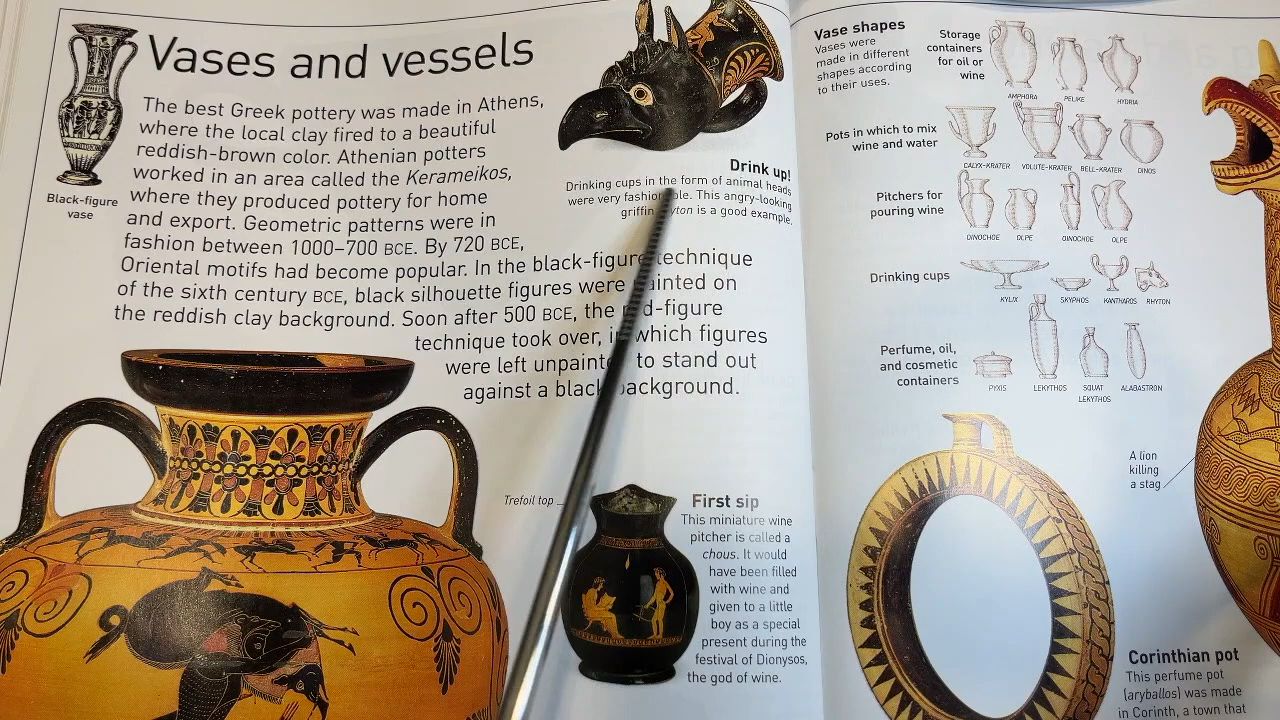 Vases and vessels
Black-figure
vase
The best Greek pottery was made in Athens,
where the local clay fired to a beautiful
reddish-brown color. Athenian potters
worked in an area called the Kerameikos,
where they produced pottery for home
and export. Geometric patterns were in
fashion between 1000–700 BCE. By 720 BCE,
Oriental motifs had become popular. In the black-figure technique
of the sixth century BCE, black silhouette figures were painted on
the reddish clay background. Soon after 500 BCE, the red-figure
technique took over, in which figures
were left unpainted to stand out
against a black background.
Drink up!
Drinking cups in the form of animal heads
were very fashionable. This angry-looking
griffin is a good example.
Trefoil top
First sip
This miniature wine
pitcher is called a
chous. It would
have been filled
with wine and
given to a little
boy as a special
present during the
festival of Dionysos,
the god of wine.
Vase shapes
Vases were
made in different
shapes according
to their uses.
Storage
containers
for oil or
wine
AMPHORA PELIKE HYDRIA
Pots in which to mix
wine and water
CALYX-KRATER VOLUTE-KRATER BELL-KRATER DINOS
Pitchers for
pouring wine
OINOCHOE OLPE OINOCHOE OLPE
Drinking cups
KYLIX SKYPHOS KANTHAROS RHYTON
Perfume, oil,
and cosmetic
containers
PYXIS LEKYTHOS SQUAT ALABASTRON
LEKYTHOS
A lion
killing
a stag
Corinthian pot
This perfume pot
(aryballos) was made
in Corinth, a town that